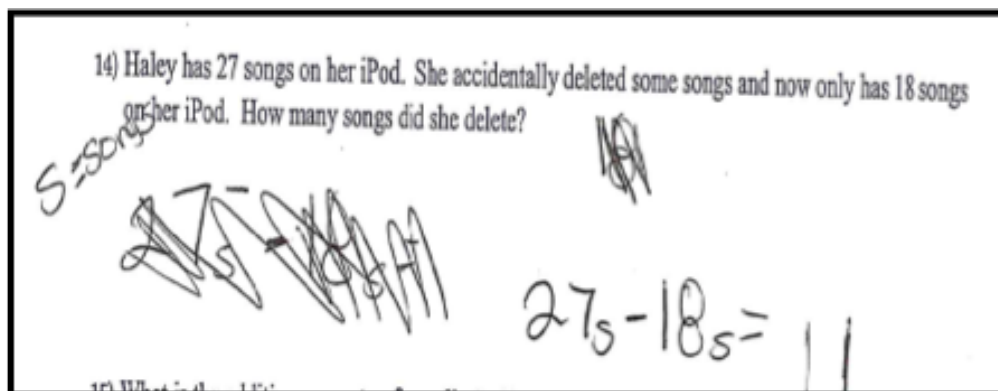 14) Haley has 27 songs on her iPod. She accidentally deleted some songs and now only has 18 songs
on her iPod. How many songs did she delete?
S=song
27s - 18s = 11